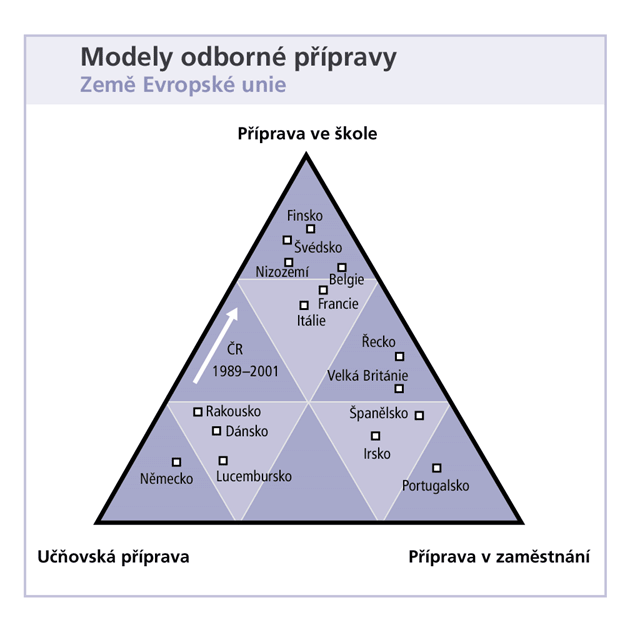 Modely odborné přípravy
Země Evropské unie
Příprava ve škole
Finsko
Švédsko
Nizozemí
Belgie
Francie
Itálie
ČR
1989–2001
Řecko
Velká Británie
Rakousko
Španělsko
Dánsko
Irsko
Německo
Lucembursko
Portugalsko
Učňovská příprava
Příprava v zaměstnání